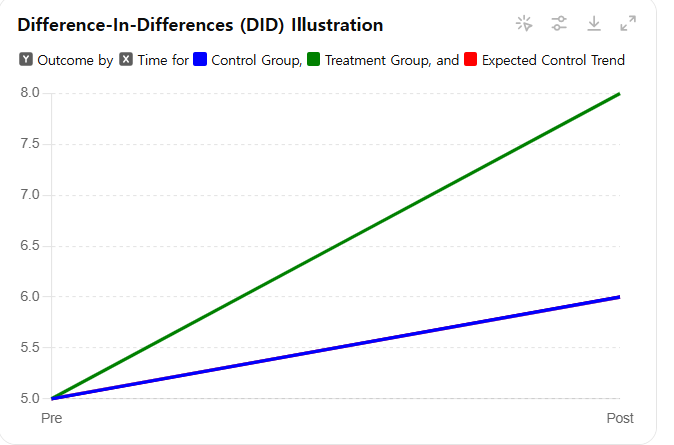 Difference-In-Differences (DID) Illustration
Y Outcome by X Time for Control Group, Treatment Group, and Expected Control Trend
8.0
7.5
7.0
6.5
6.0
5.5
5.0
Pre Post